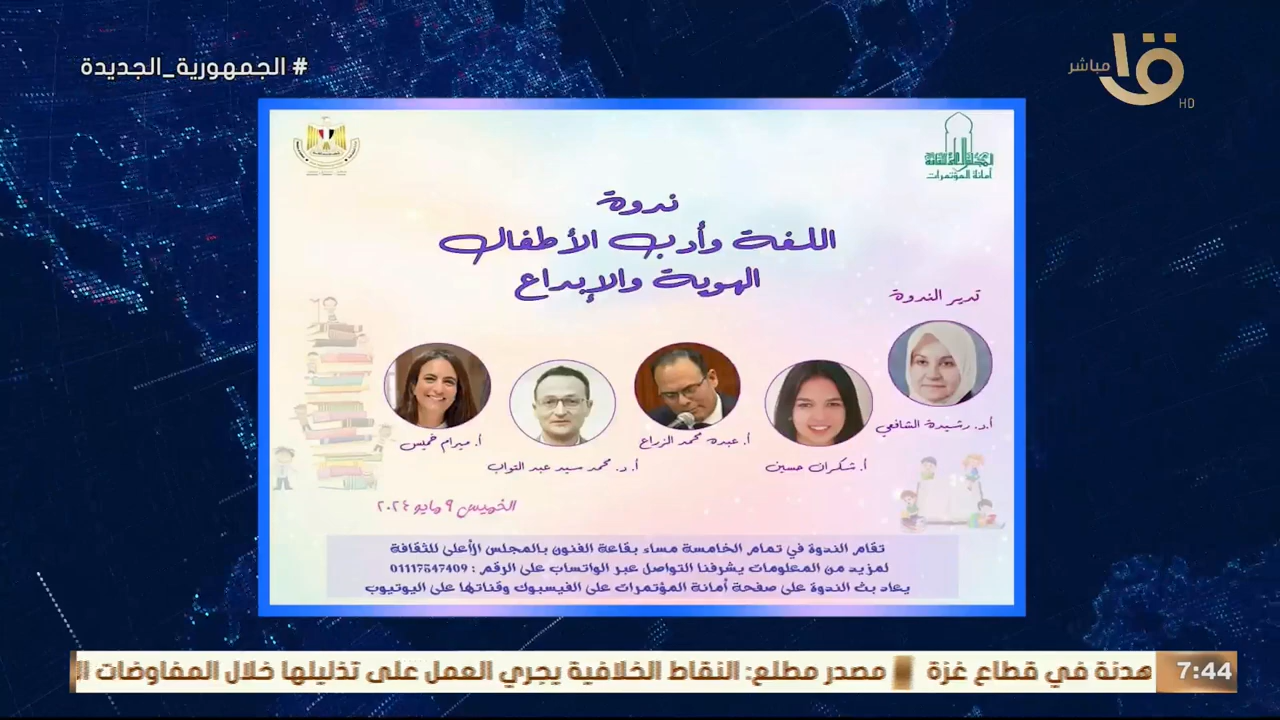 #الجمهورية_الجديدة
مباشر
HD
أمانة المؤتمرات
ندوة
اللغة وأدب الأطفال
الهوية والإبداع
تدير الندوة
أ.د. رشيدة الشافعي
أ. شكران حسين
أ. عبده محمد الزراع
أ. د. محمد سيد عبد التواب
أ. ميرام خميس
الخميس ٩ مايو ٢٠٢٤
تقام الندوة في تمام الخامسة مساء بقاعة الفنون بالمجلس الأعلى للثقافة
لمزيد من المعلومات يشرفنا التواصل عبر الواتساب على الرقم : 01117547409
يعاد بث الندوة على صفحة أمانة المؤتمرات على الفيسبوك وقناتها على اليوتيوب
7:44
هدنة في قطاع غزة مصدر مطلع: النقاط الخلافية يجري العمل على تذليلها خلال المفاوضات